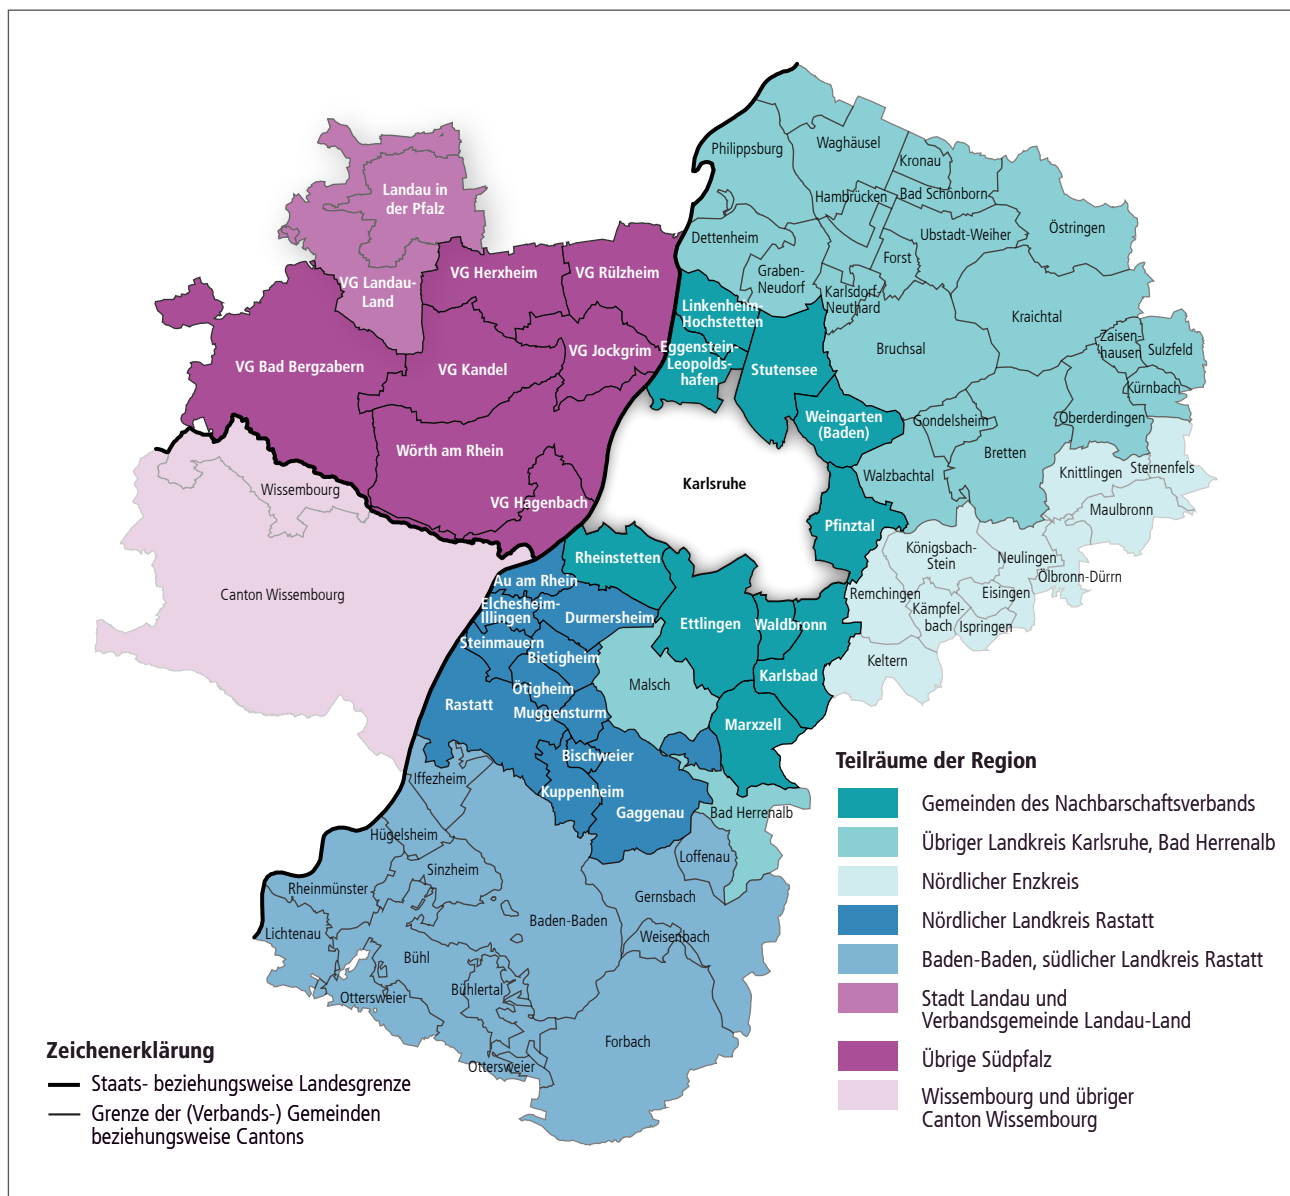 Philippsburg
Waghäusel
Kronau
Hambrücken
Bad Schönborn
Östringen
Dettenheim
Ubstadt-Weiher
Forst
Graben-
Neudorf
Karlsdorf-
Neuthard
Kraichtal
Bruchsal
Zaisen-
hausen
Sulzfeld
Kürnbach
Oberderdingen
Gondelsheim
Bretten
Walzbachtal
Knittlingen
Sternenfels
Maulbronn
Königsbach-
Stein
Neulingen
Ölbronn-Dürrn
Remchingen
Eisingen
Kämpfel-
bach
Ispringen
Keltern
Landau in
der Pfalz
VG Landau-
Land
VG Herxheim
VG Rülzheim
VG Bad Bergzabern
VG Kandel
VG Jockgrim
Wörth am Rhein
VG Hagenbach
Wissembourg
Canton Wissembourg
Linkenheim-
Hochstetten
Eggenstein-
Leopolds-
hafen
Stutensee
Weingarten
(Baden)
Karlsruhe
Pfinztal
Rheinstetten
Ettlingen
Waldbronn
Karlsbad
Marxzell
Malsch
Au am Rhein
Elchesheim-
Illingen
Durmersheim
Steinmauern
Bietigheim
Ötigheim
Rastatt
Muggensturm
Bischweier
Kuppenheim
Gaggenau
Bad Herrenalb
Loffenau
Iffezheim
Hügelsheim
Sinzheim
Rheinmünster
Gernsbach
Baden-Baden
Lichtenau
Weisenbach
Bühl
Bühlertal
Ottersweier
Forbach
Ottersweier
Teilräume der Region
Gemeinden des Nachbarschaftsverbands
Übriger Landkreis Karlsruhe, Bad Herrenalb
Nördlicher Enzkreis
Nördlicher Landkreis Rastatt
Baden-Baden, südlicher Landkreis Rastatt
Stadt Landau und
Verbandsgemeinde Landau-Land
Übrige Südpfalz
Wissembourg und übriger
Canton Wissembourg
Zeichenerklärung
Staats- beziehungsweise Landesgrenze
Grenze der (Verbands-) Gemeinden
beziehungsweise Cantons